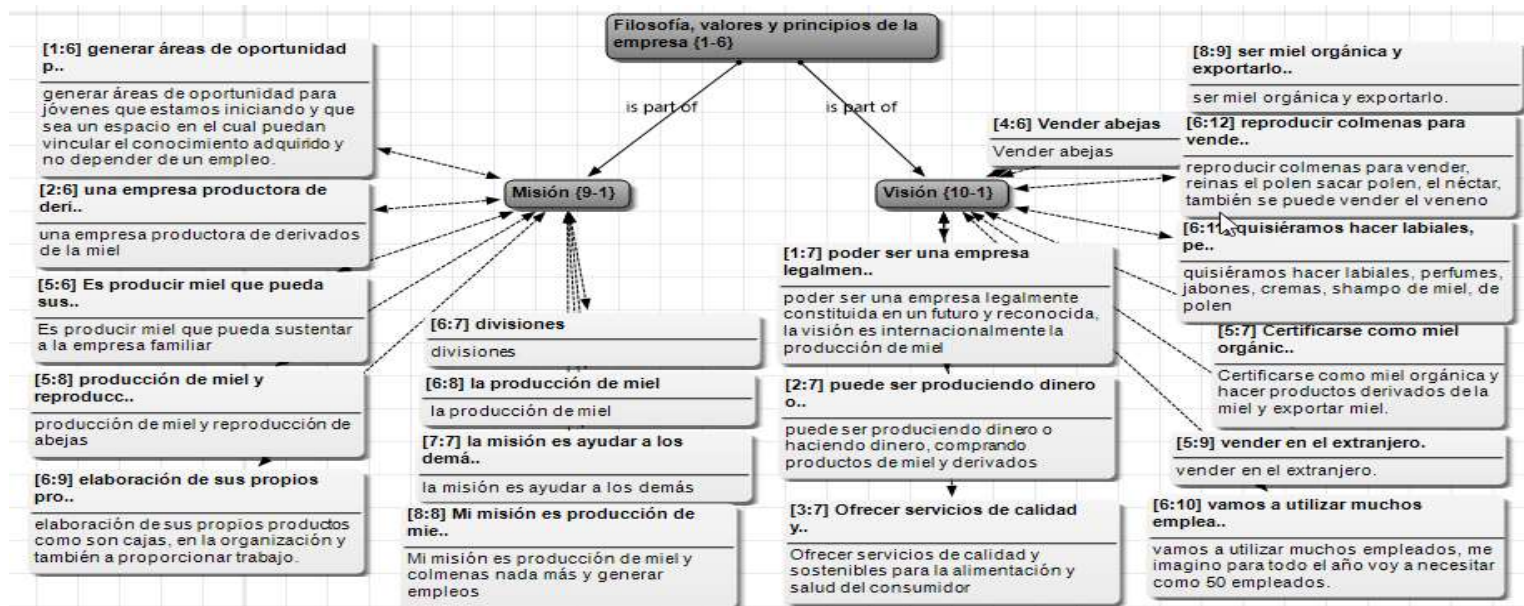 Filosofía, valores y principios de la
empresa {1-6}
is part of
is part of
Misión {9-1}
Visión {10-1}
[1:6] generar áreas de oportunidad
p..
generar áreas de oportunidad para
jóvenes que estamos iniciando y que
sea un espacio en el cual puedan
vincular el conocimiento adquirido y
no depender de un empleo.
[2:6] una empresa productora de
deri..
una empresa productora de derivados
de la miel
[5:6] Es producir miel que pueda
sus..
Es producir miel que pueda sustentar
a la empresa familiar
[5:8] producción de miel y
reproducc..
producción de miel y reproducción de
abejas
[6:9] elaboración de sus propios
pro..
elaboración de sus propios productos
como son cajas, en la organización y
también a proporcionar trabajo.
[6:7] divisiones
divisiones
[6:8] la producción de miel
la producción de miel
[7:7] la misión es ayudar a los
demá..
la misión es ayudar a los demás
[8:8] Mi misión es producción de
mie..
Mi misión es producción de miel y
colmenas nada más y generar
empleos
[1:7] poder ser una empresa
legalmen..
poder ser una empresa legalmente
constituida en un futuro y reconocida,
la visión es internacionalmente la
producción de miel
[2:7] puede ser produciendo dinero
o..
puede ser produciendo dinero o
haciendo dinero, comprando
productos de miel y derivados
[3:7] Ofrecer servicios de calidad
y..
Ofrecer servicios de calidad y
sostenibles para la alimentación y
salud del consumidor
[4:6] Vender abejas
Vender abejas
[8:9] ser miel orgánica y
exportarlo..
ser miel orgánica y exportarlo.
[6:12] reproducir colmenas para
vende..
reproducir colmenas para vender,
reinas el polen sacar polen, el néctar,
también se puede vender el veneno
quisiéramos hacer labiales,
pe..
quisiéramos hacer labiales, perfumes,
jabones, cremas, shampo de miel, de
polen
[5:7] Certificarse como miel
orgánic..
Certificarse como miel orgánica y
hacer productos derivados de la
miel y exportar miel.
[5:9] vender en el extranjero.
vender en el extranjero.
[6:10] vamos a utilizar muchos
emplea..
vamos a utilizar muchos empleados, me
imagino para todo el año voy a necesitar
como 50 empleados.